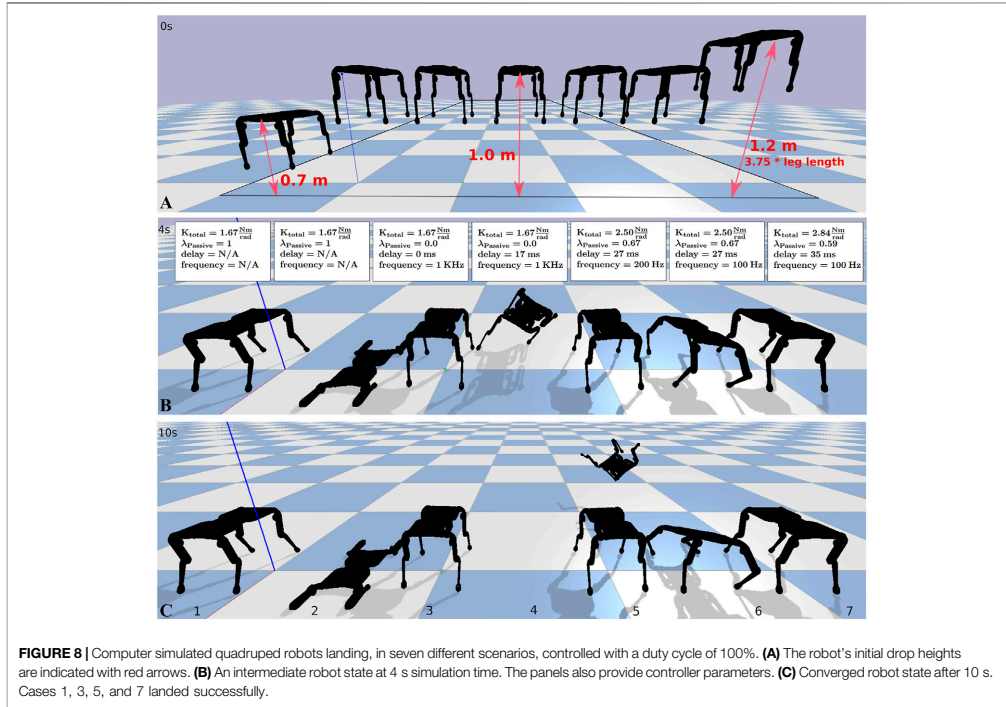 0s
0.7 m
1.0 m
1.2 m
3.75 * leg length
A
4s
K_total = 1.67 Nm/rad
λ_Passive = 1
delay = N/A
frequency = N/A
K_total = 1.67 Nm/rad
λ_Passive = 1
delay = N/A
frequency = N/A
K_total = 1.67 Nm/rad
λ_Passive = 0.0
delay = 0 ms
frequency = 1 KHz
K_total = 1.67 Nm/rad
λ_Passive = 0.0
delay = 17 ms
frequency = 1 KHz
K_total = 2.50 Nm/rad
λ_Passive = 0.67
delay = 27 ms
frequency = 200 Hz
K_total = 2.50 Nm/rad
λ_Passive = 0.67
delay = 27 ms
frequency = 100 Hz
K_total = 2.84 Nm/rad
λ_Passive = 0.59
delay = 35 ms
frequency = 100 Hz
B
10s
C 1 2 3 4 5 6 7
FIGURE 8 | Computer simulated quadruped robots landing, in seven different scenarios, controlled with a duty cycle of 100%. (A) The robot's initial drop heights
are indicated with red arrows. (B) An intermediate robot state at 4 s simulation time. The panels also provide controller parameters. (C) Converged robot state after 10 s.
Cases 1, 3, 5, and 7 landed successfully.